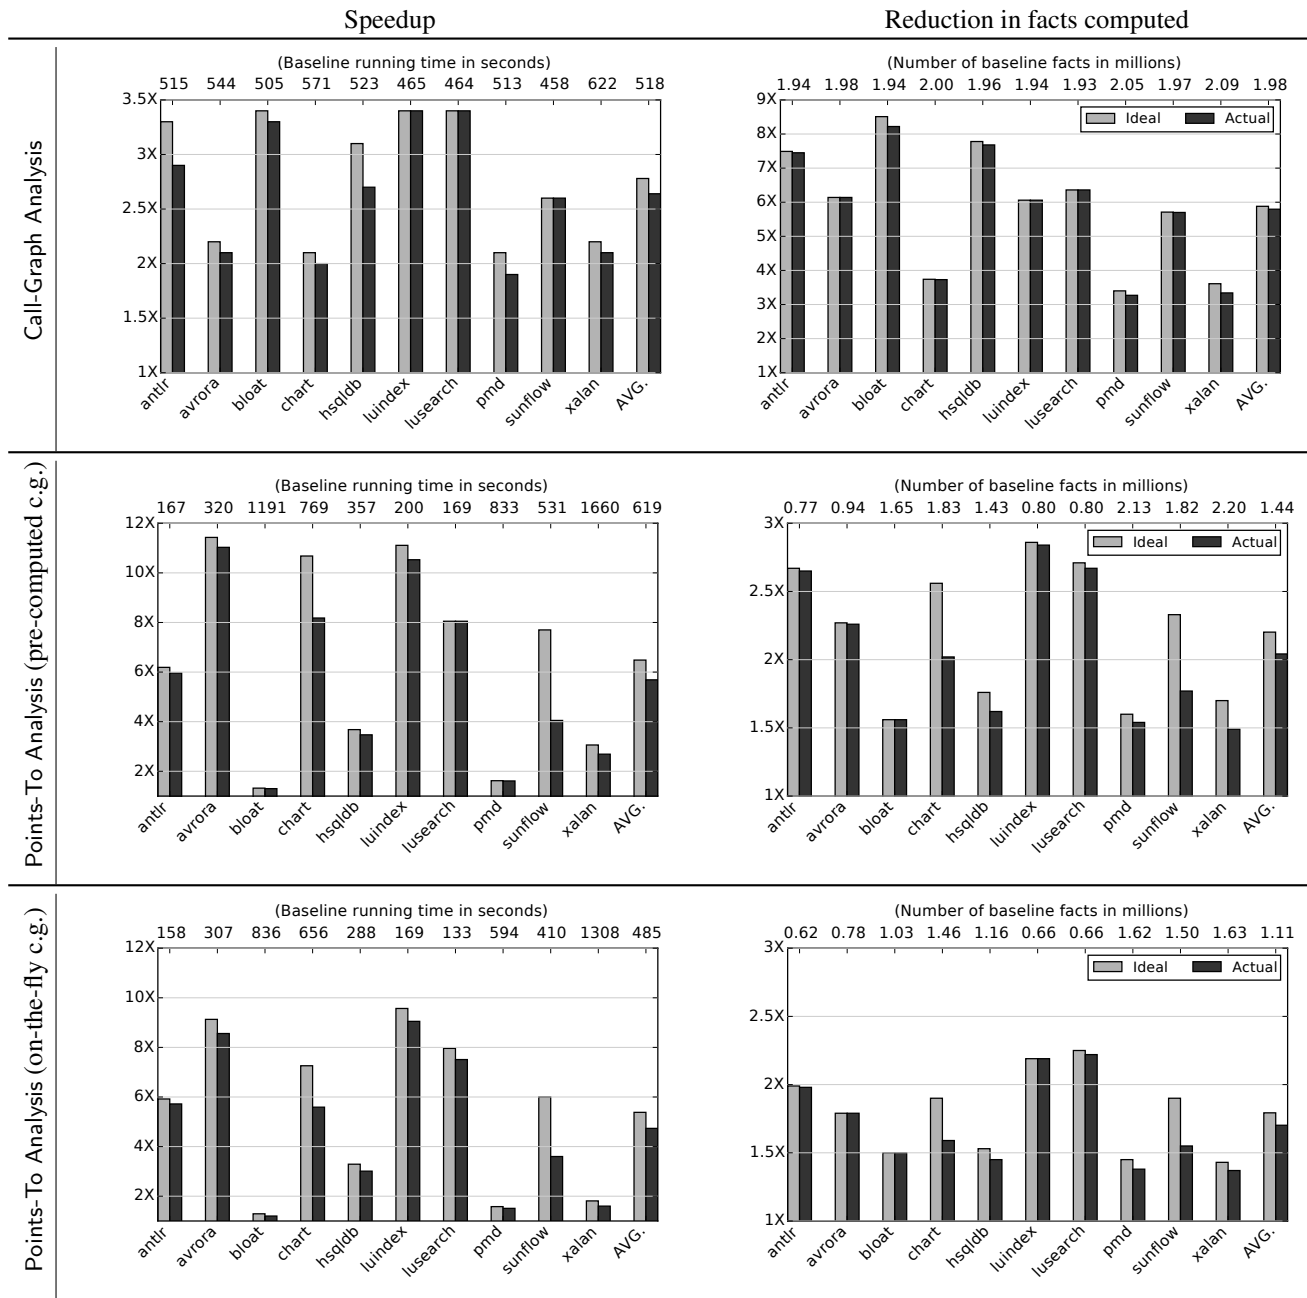 Speedup
Reduction in facts computed
Call-Graph Analysis
(Baseline running time in seconds)
515 544 505 571 523 465 464 513 458 622 518
3.5X
3X
2.5X
2X
1.5X
1X
antlr avrora bloat chart hsqldb luindex lusearch pmd sunflow xalan AVG.
(Number of baseline facts in millions)
1.94 1.98 1.94 2.00 1.96 1.94 1.93 2.05 1.97 2.09 1.98
9X
Ideal Actual
8X
7X
6X
5X
4X
3X
2X
1X
antlr avrora bloat chart hsqldb luindex lusearch pmd sunflow xalan AVG.
Points-To Analysis (pre-computed c.g.)
(Baseline running time in seconds)
167 320 1191 769 357 200 169 833 531 1660 619
12X
10X
8X
6X
4X
2X
antlr avrora bloat chart hsqldb luindex lusearch pmd sunflow xalan AVG.
(Number of baseline facts in millions)
0.77 0.94 1.65 1.83 1.43 0.80 0.80 2.13 1.82 2.20 1.44
3X
Ideal Actual
2.5X
2X
1.5X
1X
antlr avrora bloat chart hsqldb luindex lusearch pmd sunflow xalan AVG.
Points-To Analysis (on-the-fly c.g.)
(Baseline running time in seconds)
158 307 836 656 288 169 133 594 410 1308 485
12X
10X
8X
6X
4X
2X
antlr avrora bloat chart hsqldb luindex lusearch pmd sunflow xalan AVG.
(Number of baseline facts in millions)
0.62 0.78 1.03 1.46 1.16 0.66 0.66 1.62 1.50 1.63 1.11
3X
Ideal Actual
2.5X
2X
1.5X
1X
antlr avrora bloat chart hsqldb luindex lusearch pmd sunflow xalan AVG.